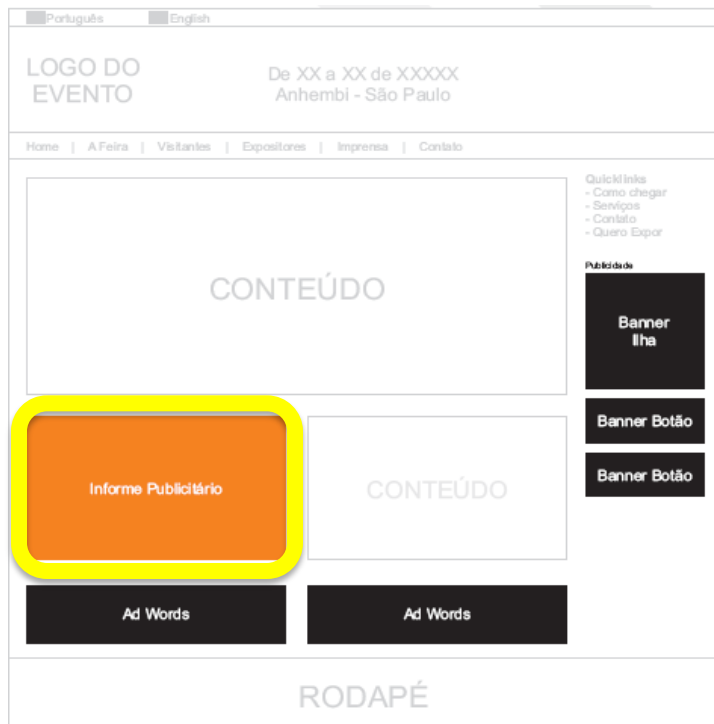 Português English
LOGO DO
EVENTO
De XX a XX de XXXXX
Anhembi - São Paulo
Home | A Feira | Visitantes | Expositores | Imprensa | Contato
CONTEÚDO
Quicklinks
- Como chegar
- Serviços
- Contato
- Quero Expor
Publicidade
Banner
Ilha
Banner Botão
Banner Botão
Informe Publicitário
CONTEÚDO
Ad Words
Ad Words
RODAPÉ